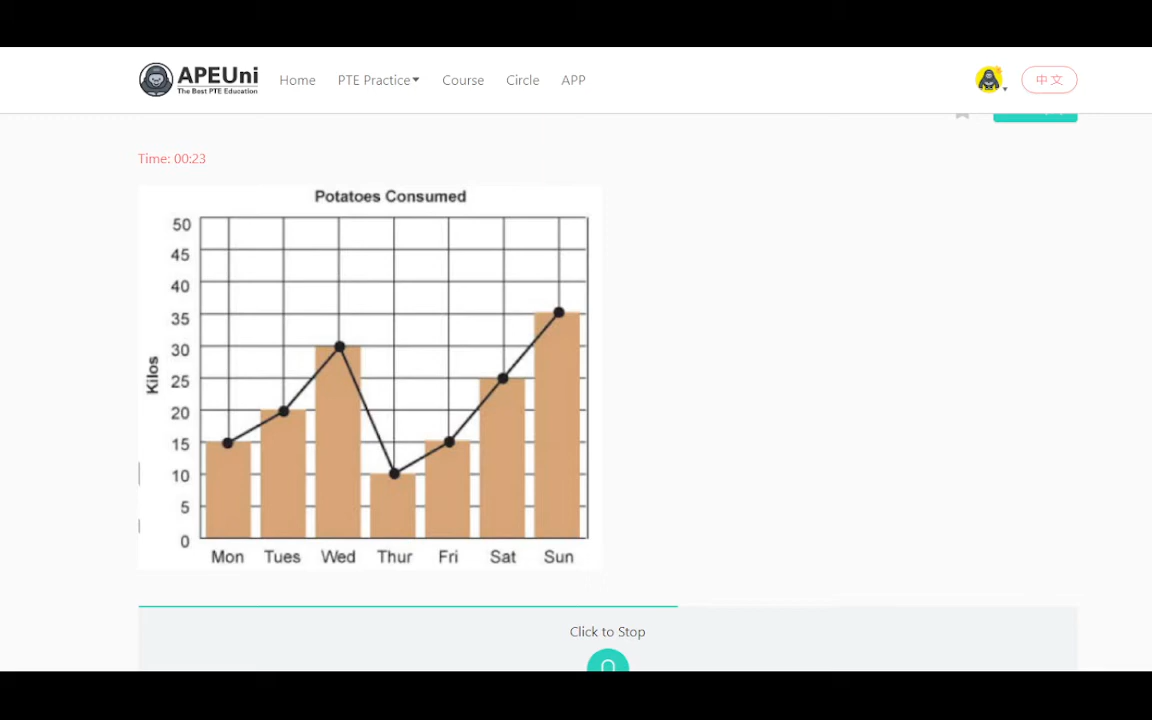 APEUni
The Best PTE Education
Home PTE Practice Course Circle APP
中文
Time: 00:23
Potatoes Consumed
50
45
40
35
30
25
20
15
10
5
0
Kilos
Mon Tues Wed Thur Fri Sat Sun
Click to Stop